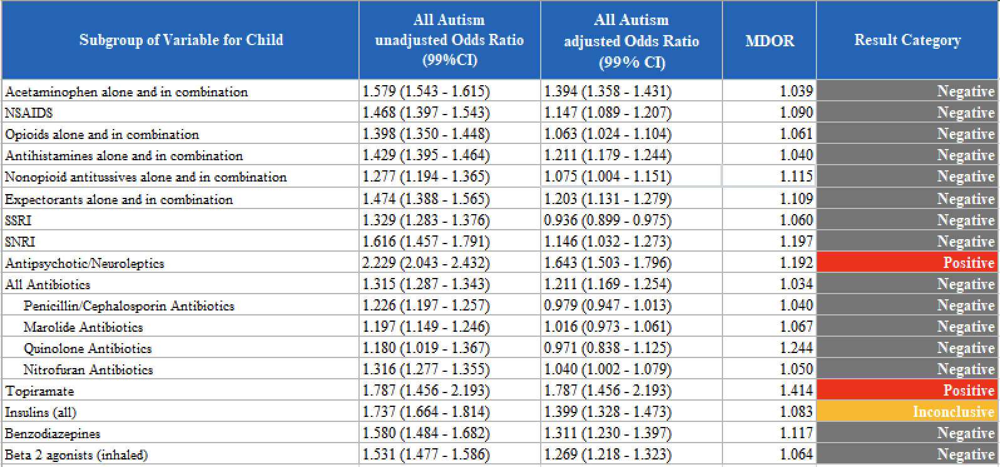 Subgroup of Variable for Child
All Autism
unadjusted Odds Ratio
(99%CI)
All Autism
adjusted Odds Ratio
(99% CI)
MDOR
Result Category
Acetaminophen alone and in combination 1.579 (1.543 - 1.615) 1.394 (1.358 - 1.431) 1.039 Negative
NSAIDS 1.468 (1.397 - 1.543) 1.147 (1.089 - 1.207) 1.090 Negative
Opioids alone and in combination 1.398 (1.350 - 1.448) 1.063 (1.024 - 1.104) 1.061 Negative
Antihistamines alone and in combination 1.429 (1.395 - 1.464) 1.211 (1.179 - 1.244) 1.040 Negative
Nonopioid antitussives alone and in combination 1.277 (1.194 - 1.365) 1.075 (1.004 - 1.151) 1.115 Negative
Expectorants alone and in combination 1.474 (1.388 - 1.565) 1.203 (1.131 - 1.279) 1.109 Negative
SSRI 1.329 (1.283 - 1.376) 0.936 (0.899 - 0.975) 1.060 Negative
SNRI 1.616 (1.457 - 1.791) 1.146 (1.032 - 1.273) 1.197 Negative
Antipsychotic/Neuroleptics 2.229 (2.043 - 2.432) 1.643 (1.503 - 1.796) 1.192 Positive
All Antibiotics 1.315 (1.287 - 1.343) 1.211 (1.169 - 1.254) 1.034 Negative
Penicillin/Cephalosporin Antibiotics 1.226 (1.197 - 1.257) 0.979 (0.947 - 1.013) 1.040 Negative
Marolide Antibiotics 1.197 (1.149 - 1.246) 1.016 (0.973 - 1.061) 1.067 Negative
Quinolone Antibiotics 1.180 (1.019 - 1.367) 0.971 (0.838 - 1.125) 1.244 Negative
Nitrofuran Antibiotics 1.316 (1.277 - 1.355) 1.040 (1.002 - 1.079) 1.050 Negative
Topiramate 1.787 (1.456 - 2.193) 1.787 (1.456 - 2.193) 1.414 Positive
Insulins (all) 1.737 (1.664 - 1.814) 1.399 (1.328 - 1.473) 1.083 Inconclusive
Benzodiazepines 1.580 (1.484 - 1.682) 1.311 (1.230 - 1.397) 1.117 Negative
Beta 2 agonists (inhaled) 1.531 (1.477 - 1.586) 1.269 (1.218 - 1.323) 1.064 Negative